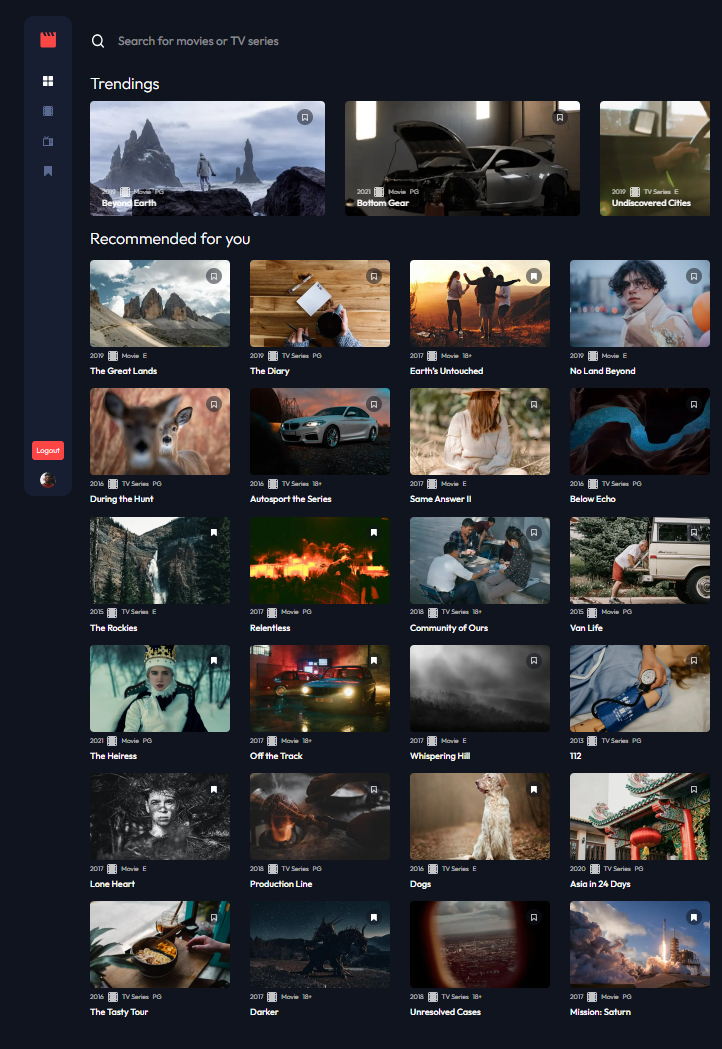 Search for movies or TV series
Trendings
2019 Movie PG
Beyond Earth
2021 Movie PG
Bottom Gear
2019 TV Series E
Undiscovered Cities
Recommended for you
2019 Movie E
The Great Lands
2019 TV Series PG
The Diary
2017 Movie 18+
Earth's Untouched
2019 Movie E
No Land Beyond
2016 TV Series PG
During the Hunt
2016 TV Series 18+
Autosport the Series
2017 Movie E
Same Answer II
2016 TV Series PG
Below Echo
Logout
2015 TV Series E
The Rockies
2017 Movie PG
Relentless
2018 TV Series 18+
Community of Ours
2015 Movie PG
Van Life
2021 Movie PG
The Heiress
2017 Movie 18+
Off the Track
2017 Movie E
Whispering Hill
2013 TV Series PG
112
2017 Movie E
Lone Heart
2018 TV Series PG
Production Line
2016 TV Series E
Dogs
2020 TV Series PG
Asia in 24 Days
2016 TV Series PG
The Tasty Tour
2017 Movie 18+
Darker
2018 TV Series 18+
Unresolved Cases
2017 Movie PG
Mission: Saturn